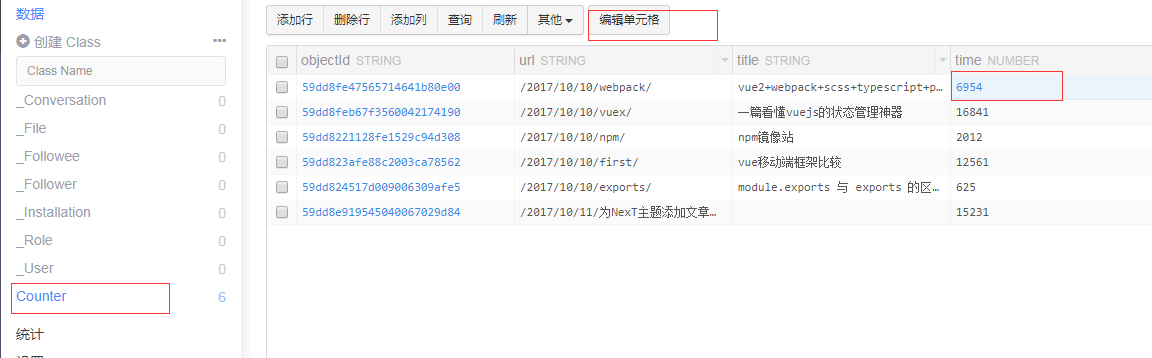 数据
创建 Class
Class Name
_Conversation 0
_File 0
_Followee 0
_Follower 0
_Installation 0
_Role 0
_User 0
Counter 6
统计
添加行 删除行 添加列 查询 刷新 其他 编辑单元格
objectId STRING url STRING title STRING time NUMBER
59dd8fe47565714641b80e00 /2017/10/10/webpack/ vue2+webpack+scss+typescript+p… 6954
59dd8feb67f3560042174190 /2017/10/10/vuex/ 一篇看懂vuejs的状态管理神器 16841
59dd8221128fe1529c94d308 /2017/10/10/npm/ npm镜像站 2012
59dd823afe88c2003ca78562 /2017/10/10/first/ vue移动端框架比较 12561
59dd824517d009006309afe5 /2017/10/10/exports/ module.exports 与 exports 的区… 625
59dd8e919545040067029d84 /2017/10/11/为NexT主题添加文章… 15231